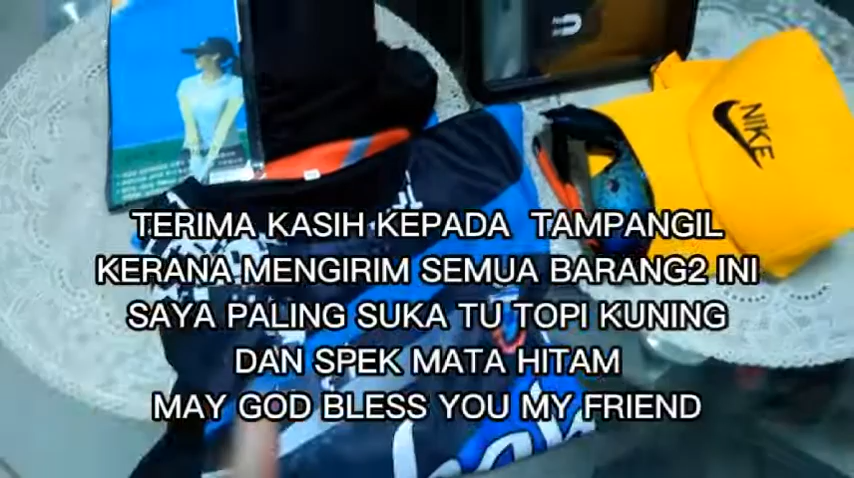 NIKE
TERIMA KASIH KEPADA TAMPANGIL
KERANA MENGIRIM SEMUA BARANG2 INI
SAYA PALING SUKA TU TOPI KUNING
DAN SPEK MATA HITAM
MAY GOD BLESS YOU MY FRIEND